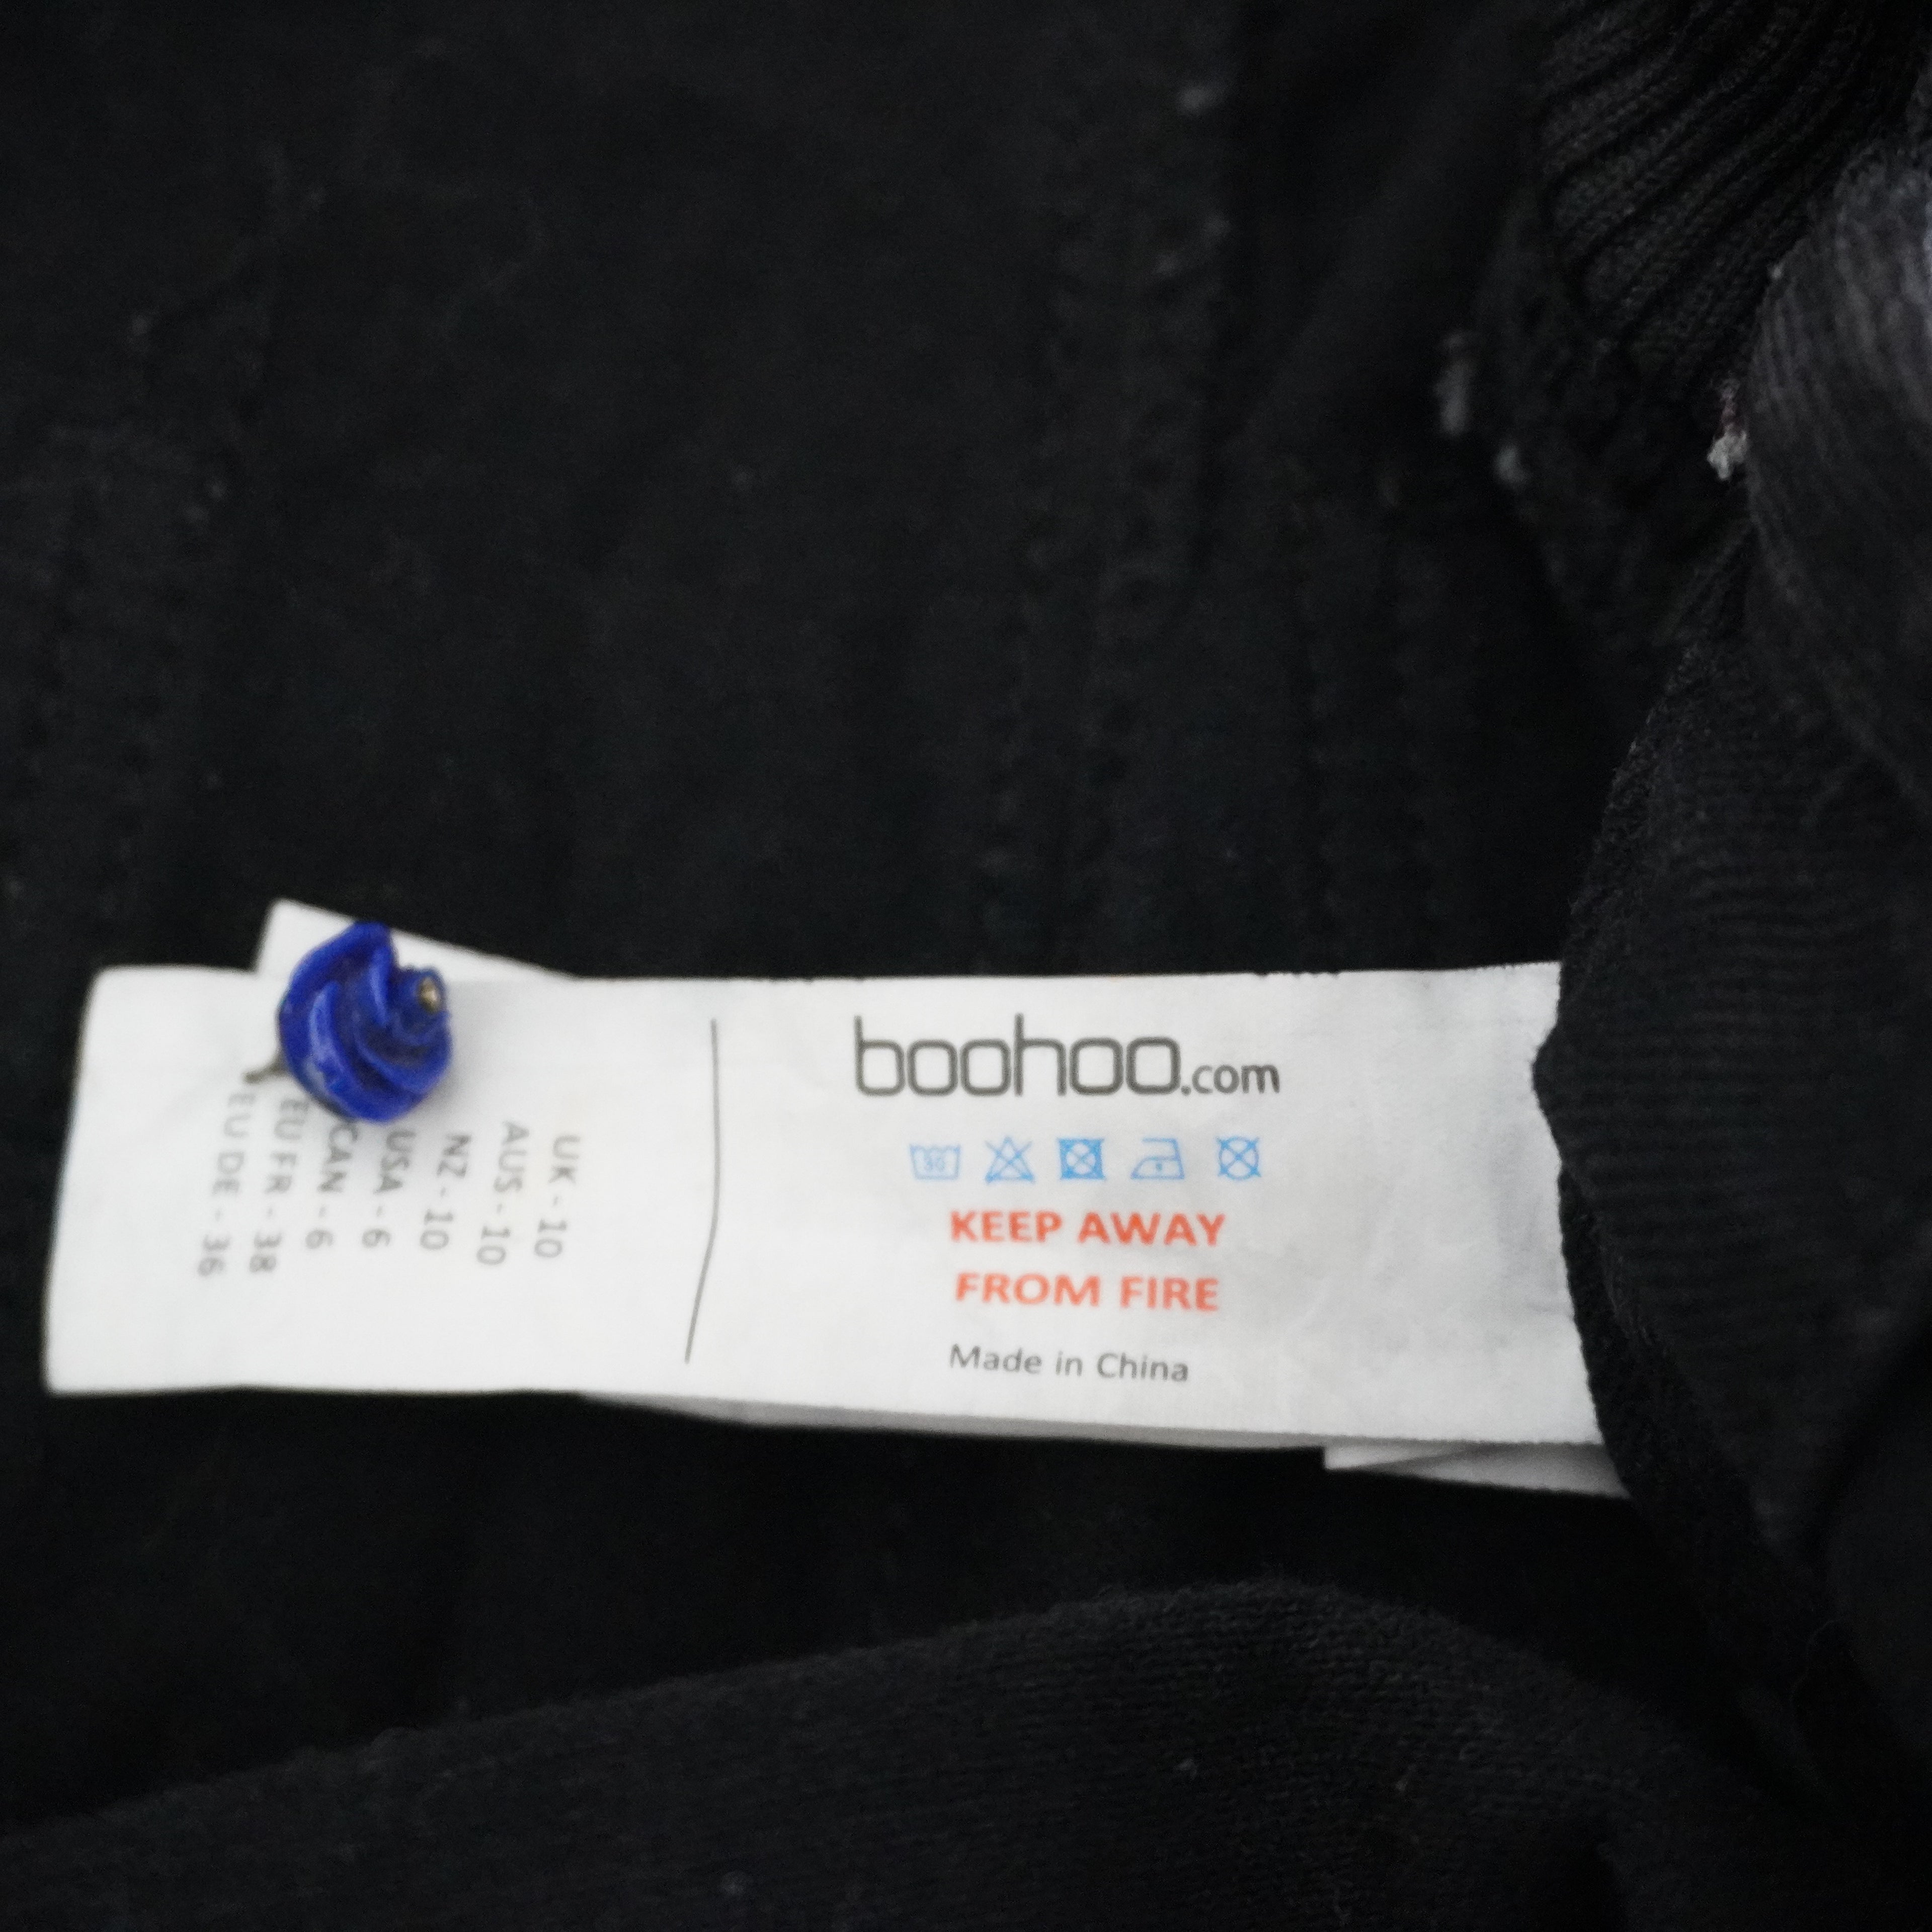 boohoo.com
30
KEEP AWAY
FROM FIRE
Made in China
UK - 10
AUS - 10
NZ - 10
USA - 6
CAN - 6
EU FR - 38
EU DE - 36